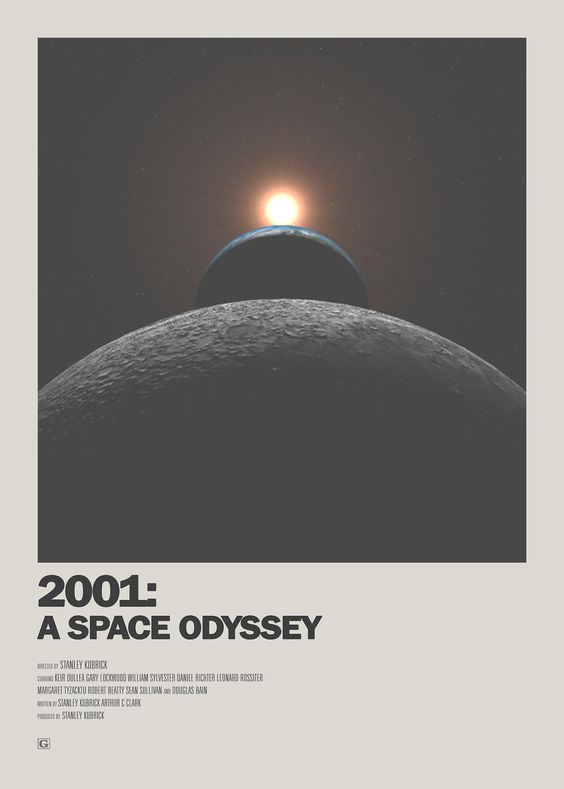 2001:
A SPACE ODYSSEY
DIRECTED BY STANLEY KUBRICK
STARRING KEIR DULLEA GARY LOCKWOOD WILLIAM SYLVESTER DANIEL RICHTER LEONARD ROSSITER
MARGARET TYZACKTU ROBERT BEATTY SEAN SULLIVAN AND DOUGLAS RAIN
WRITTEN BY STANLEY KUBRICK ARTHUR C CLARK
PRODUCED BY STANLEY KUBRICK
G